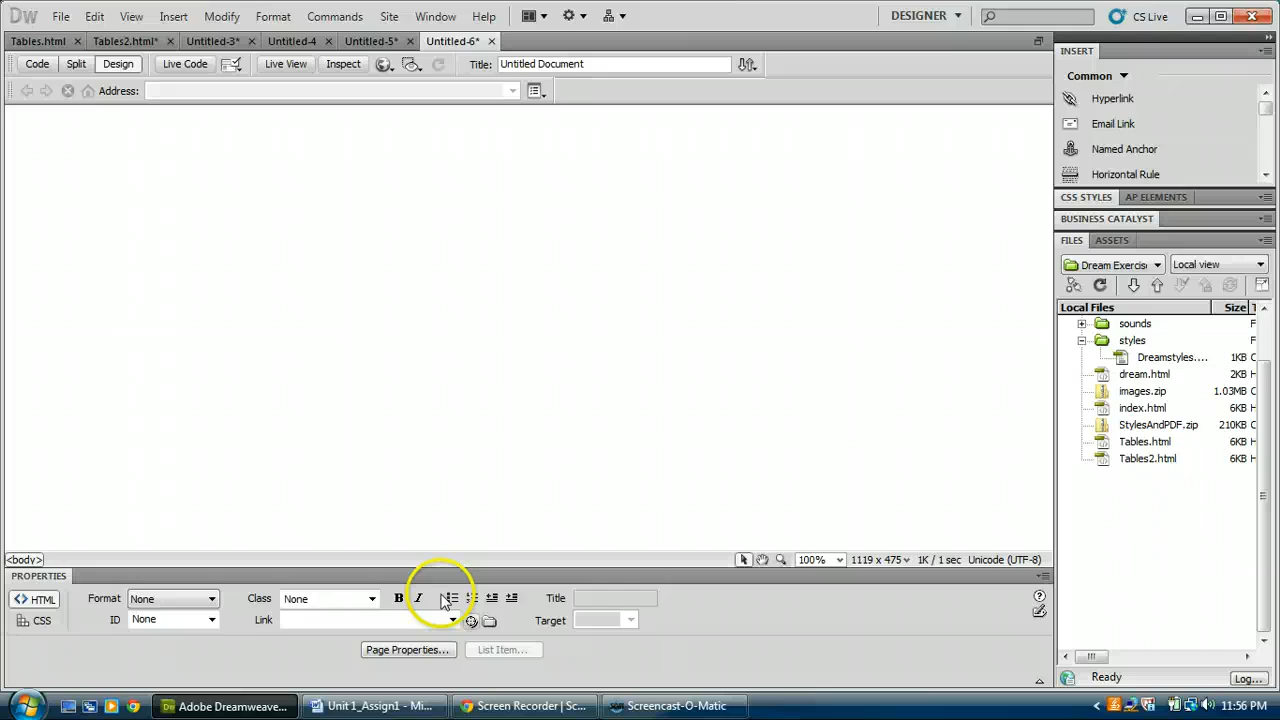 Dw File Edit View Insert Modify Format Commands Site Window Help DESIGNER CS Live
Tables.html Tables2.html* Untitled-3* Untitled-4 Untitled-5* Untitled-6*
Code Split Design Live Code Live View Inspect Title: Untitled Document
Address:
<body>
100% 1119 x 475 1K / 1 sec Unicode (UTF-8)
PROPERTIES
<> HTML Format None Class None B I Title
CSS ID None Link Target
Page Properties... List Item...
INSERT
Common
Hyperlink
Email Link
Named Anchor
Horizontal Rule
CSS STYLES AP ELEMENTS
BUSINESS CATALYST
FILES ASSETS
Dream Exercis Local view
Local Files Size T
sounds F
styles F
Dreamstyles.... 1KB C
dream.html 2KB H
images.zip 1.03MB C
index.html 6KB H
StylesAndPDF.zip 210KB C
Tables.html 6KB H
Tables2.html 6KB H
Ready Log...
Adobe Dreamweave... Unit 1_Assign1 - Mi... Screen Recorder | Sc... Screencast-O-Matic 11:56 PM